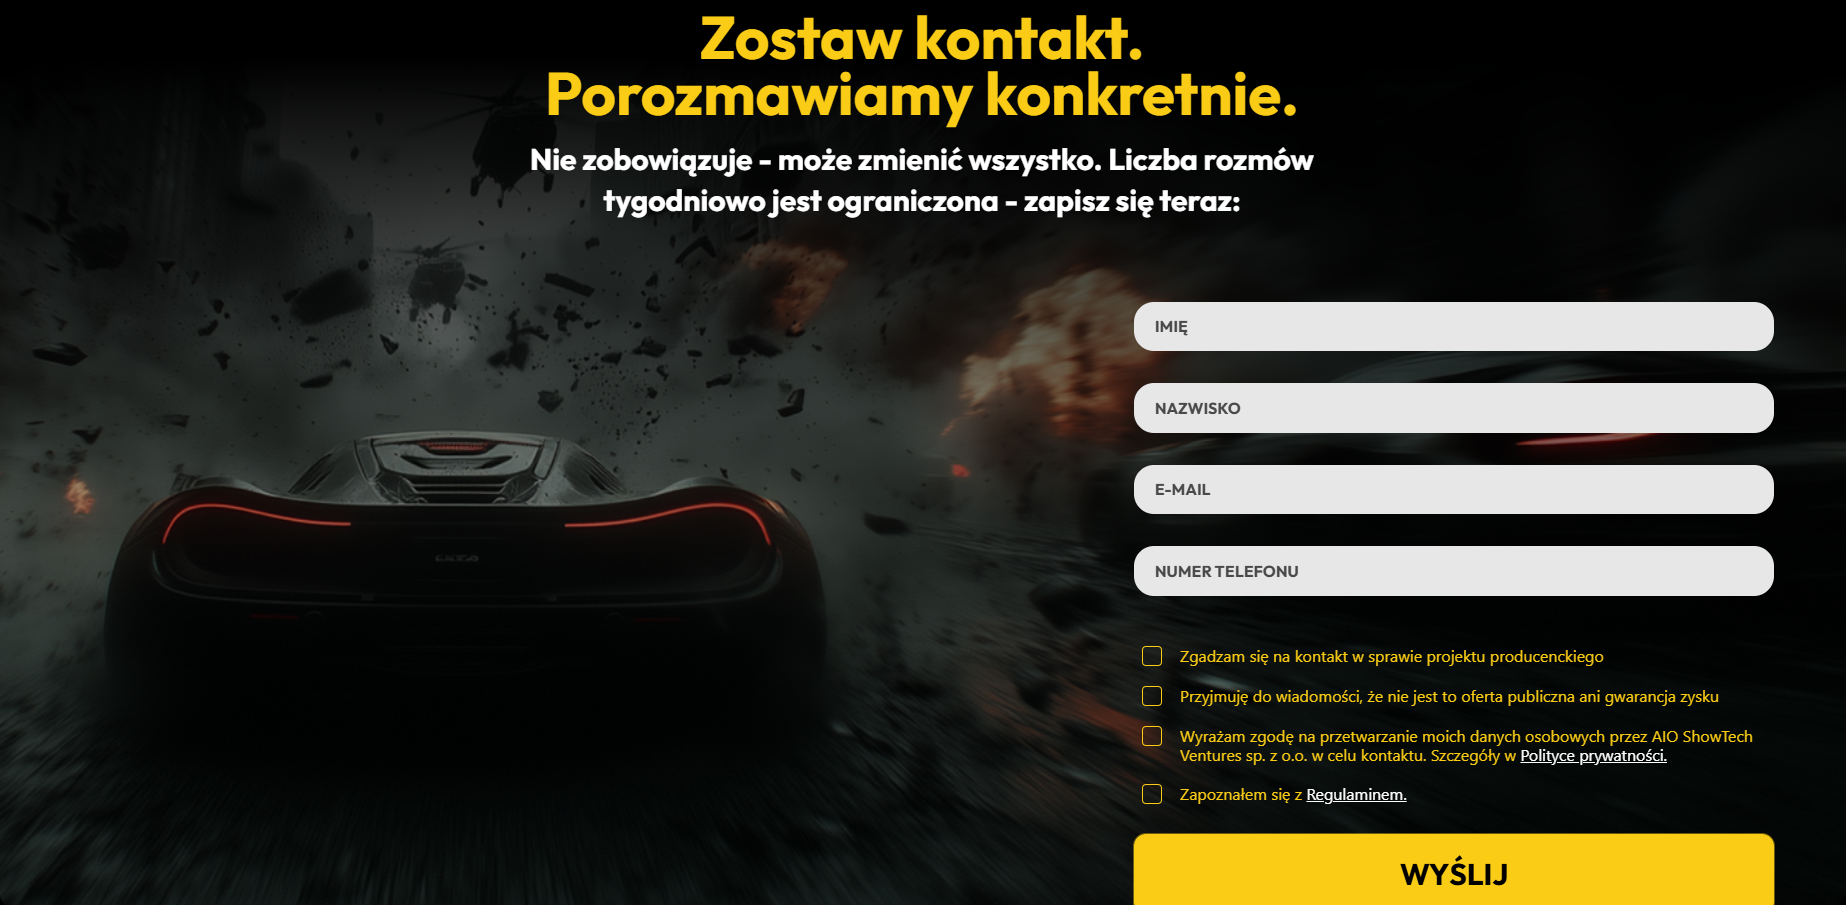 Zostaw kontakt.
Porozmawiamy konkretnie.
Nie zobowiązuje - może zmienić wszystko. Liczba rozmów
tygodniowo jest ograniczona - zapisz się teraz:
IMIĘ
NAZWISKO
E-MAIL
NUMER TELEFONU
Zgadzam się na kontakt w sprawie projektu producenckiego
Przyjmuję do wiadomości, że nie jest to oferta publiczna ani gwarancja zysku
Wyrażam zgodę na przetwarzanie moich danych osobowych przez AIO ShowTech
Ventures sp. z o.o. w celu kontaktu. Szczegóły w Polityce prywatności.
Zapoznałem się z Regulaminem.
WYŚLIJ